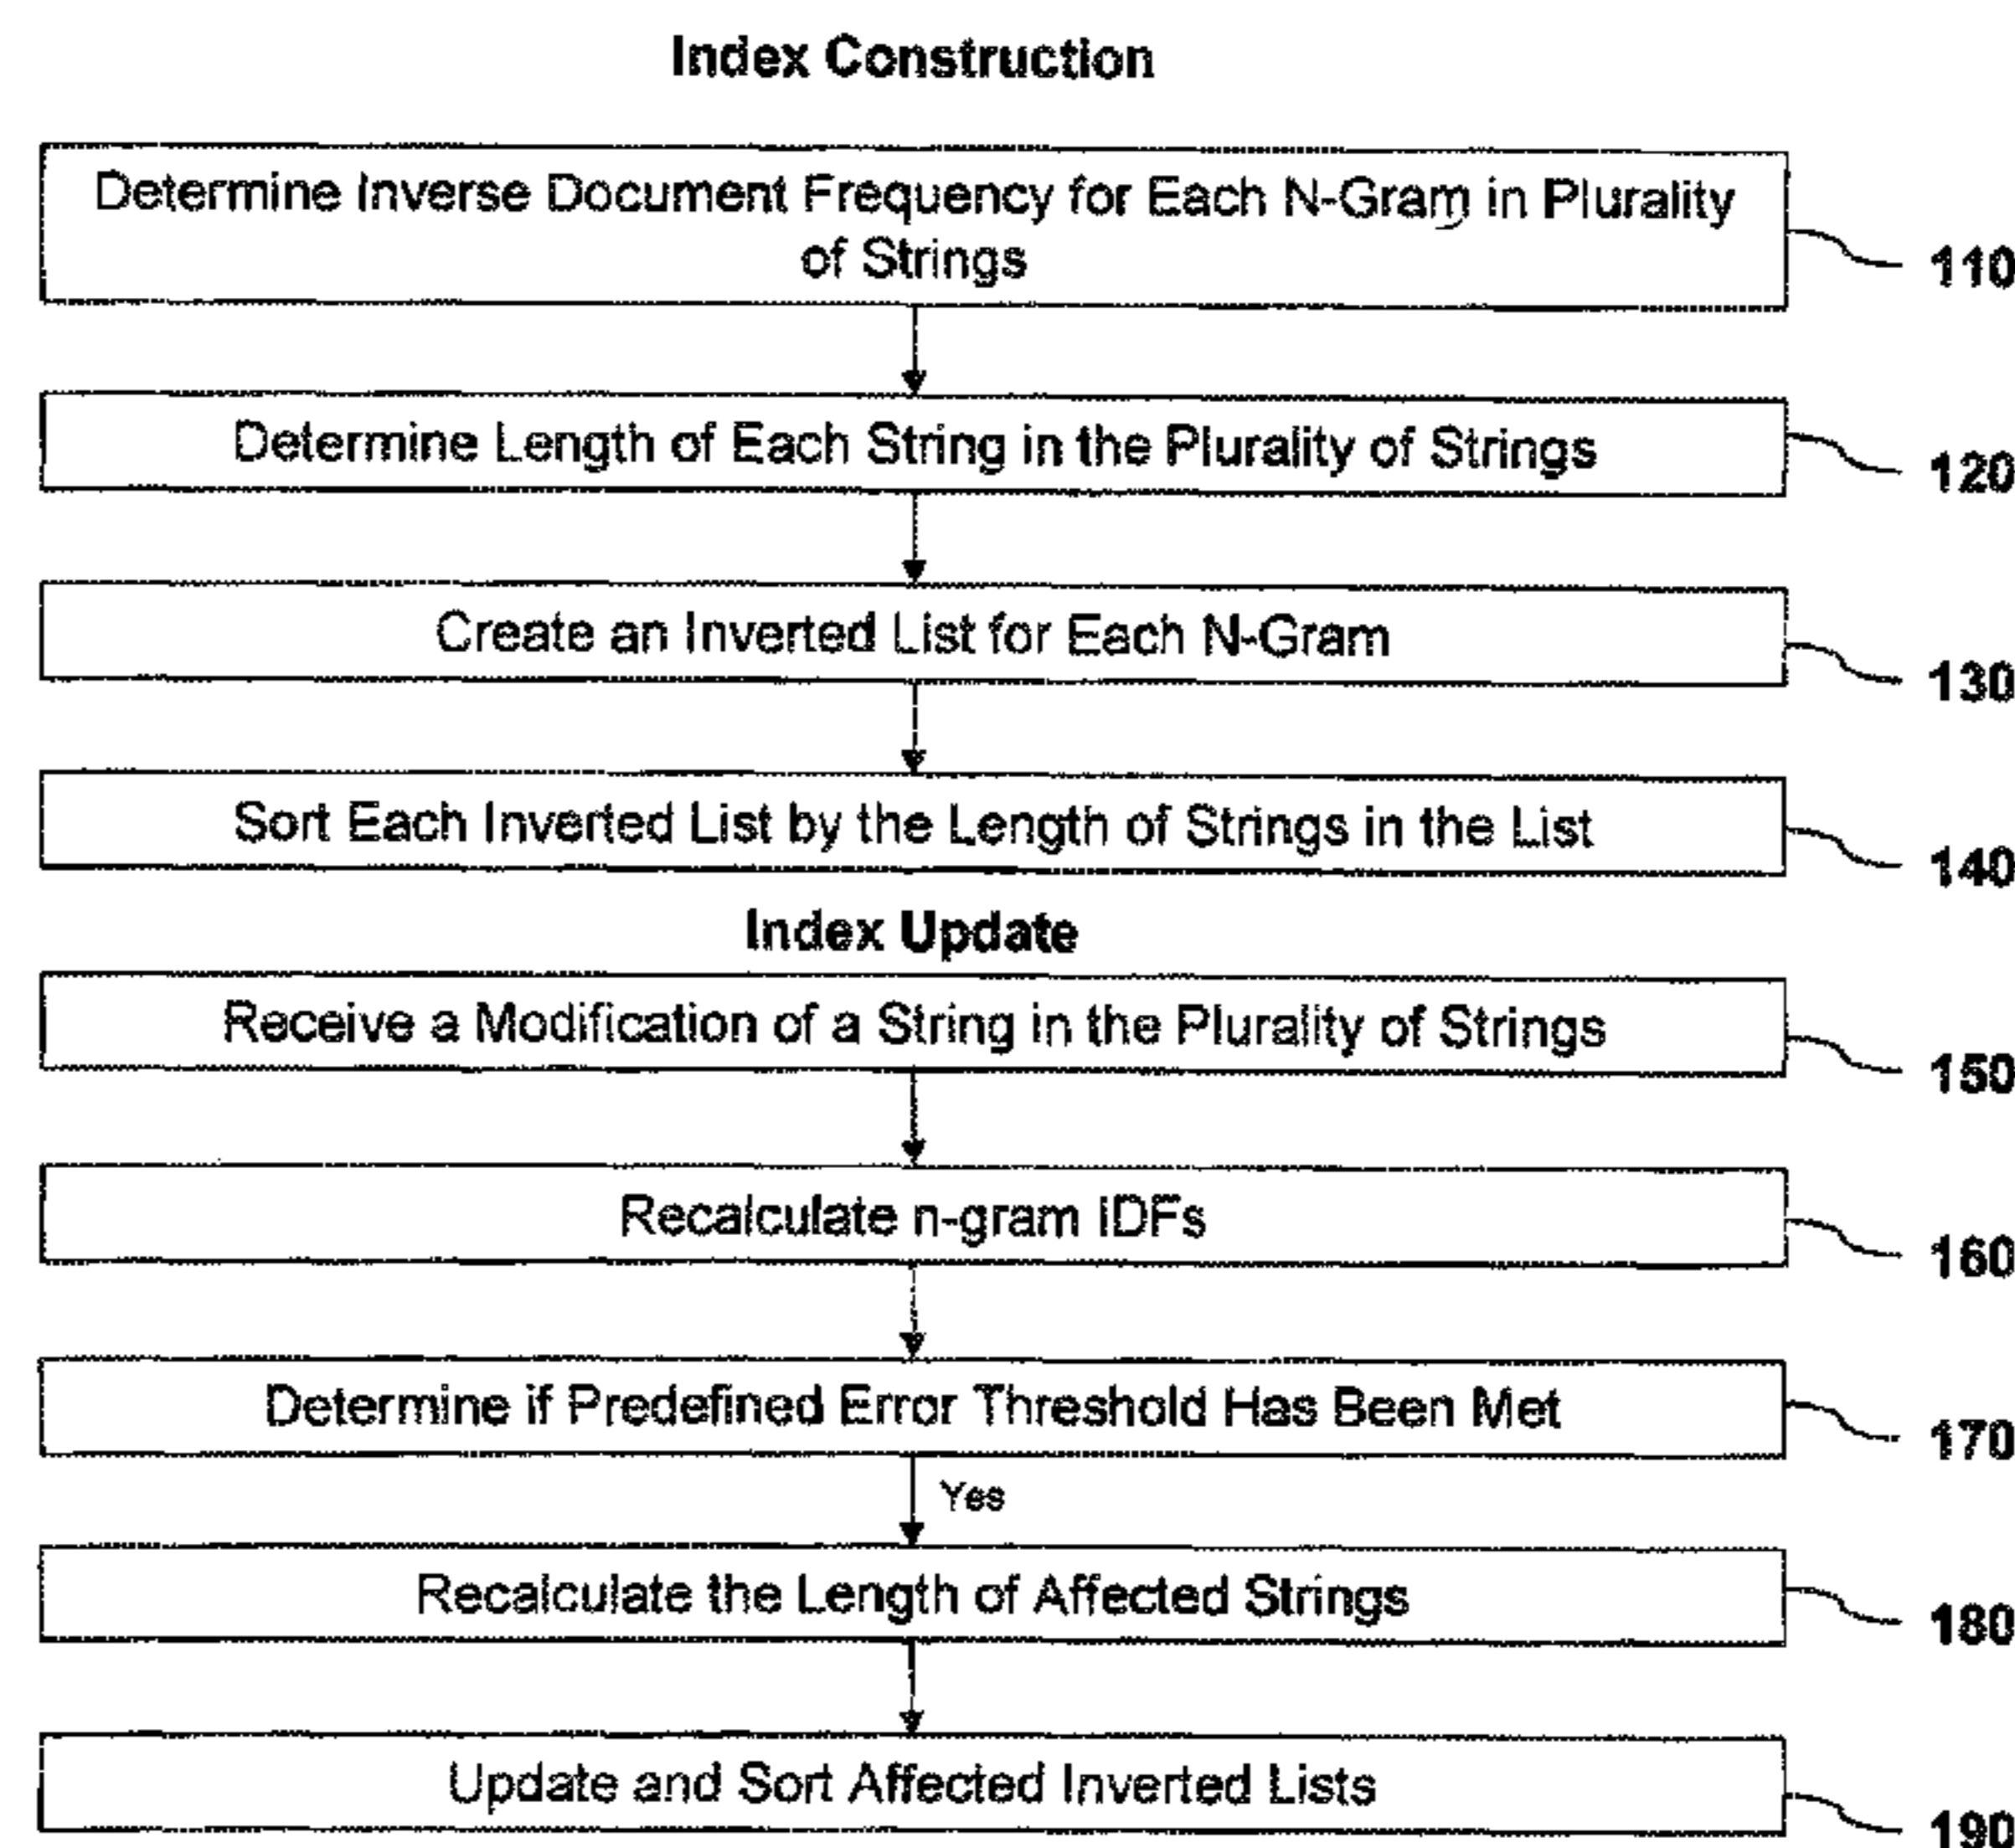 Index Construction
Determine Inverse Document Frequency for Each N-Gram in Plurality
of Strings
110
Determine Length of Each String in the Plurality of Strings
120
Create an Inverted List for Each N-Gram
130
Sort Each Inverted List by the Length of Strings in the List
140
Index Update
Receive a Modification of a String in the Plurality of Strings
150
Recalculate n-gram IDFs
160
Determine if Predefined Error Threshold Has Been Met
170
Yes
Recalculate the Length of Affected Strings
180
Update and Sort Affected Inverted Lists
190